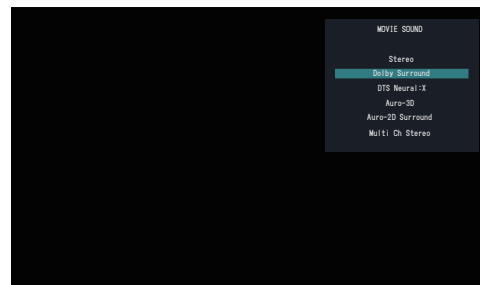 MOVIE SOUND
Stereo
Dolby Surround
DTS Neural:X
Auro-3D
Auro-2D Surround
Multi Ch Stereo